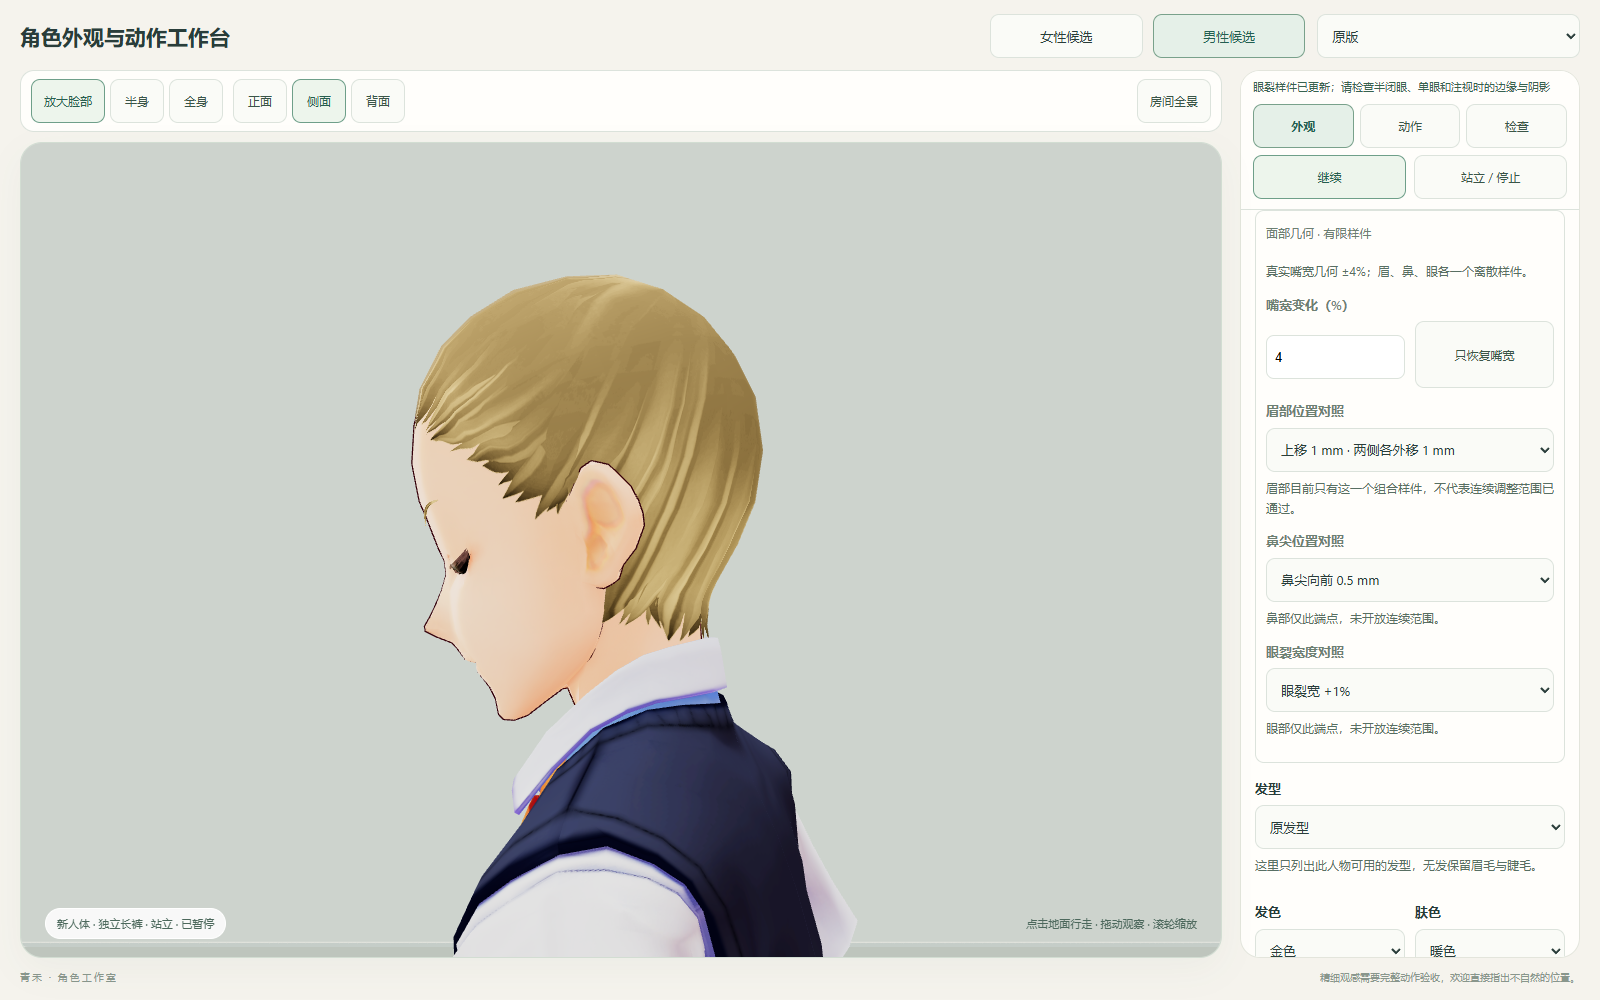 角色外观与动作工作台
女性候选
男性候选
原版
放大脸部
半身
全身
正面
侧面
背面
房间全景
眼裂样件已更新；请检查半闭眼、单眼和注视时的边缘与阴影
外观
动作
检查
继续
站立 / 停止
面部几何 · 有限样件
真实嘴宽几何 ±4%；眉、鼻、眼各一个离散样件。
嘴宽变化（%）
4
只恢复嘴宽
眉部位置对照
上移 1 mm · 两侧各外移 1 mm
眉部目前只有这一个组合样件，不代表连续调整范围已
通过。
鼻尖位置对照
鼻尖向前 0.5 mm
鼻部仅此端点，未开放连续范围。
眼裂宽度对照
眼裂宽 +1%
眼部仅此端点，未开放连续范围。
发型
原发型
这里只列出此人物可用的发型，无发保留眉毛与睫毛。
发色
肤色
金色
暖色
新人体 · 独立长裤 · 站立 · 已暂停
点击地面行走 · 拖动观察 · 滚轮缩放
青禾 · 角色工作室
精细观感需要完整动作验收，欢迎直接指出不自然的位置。